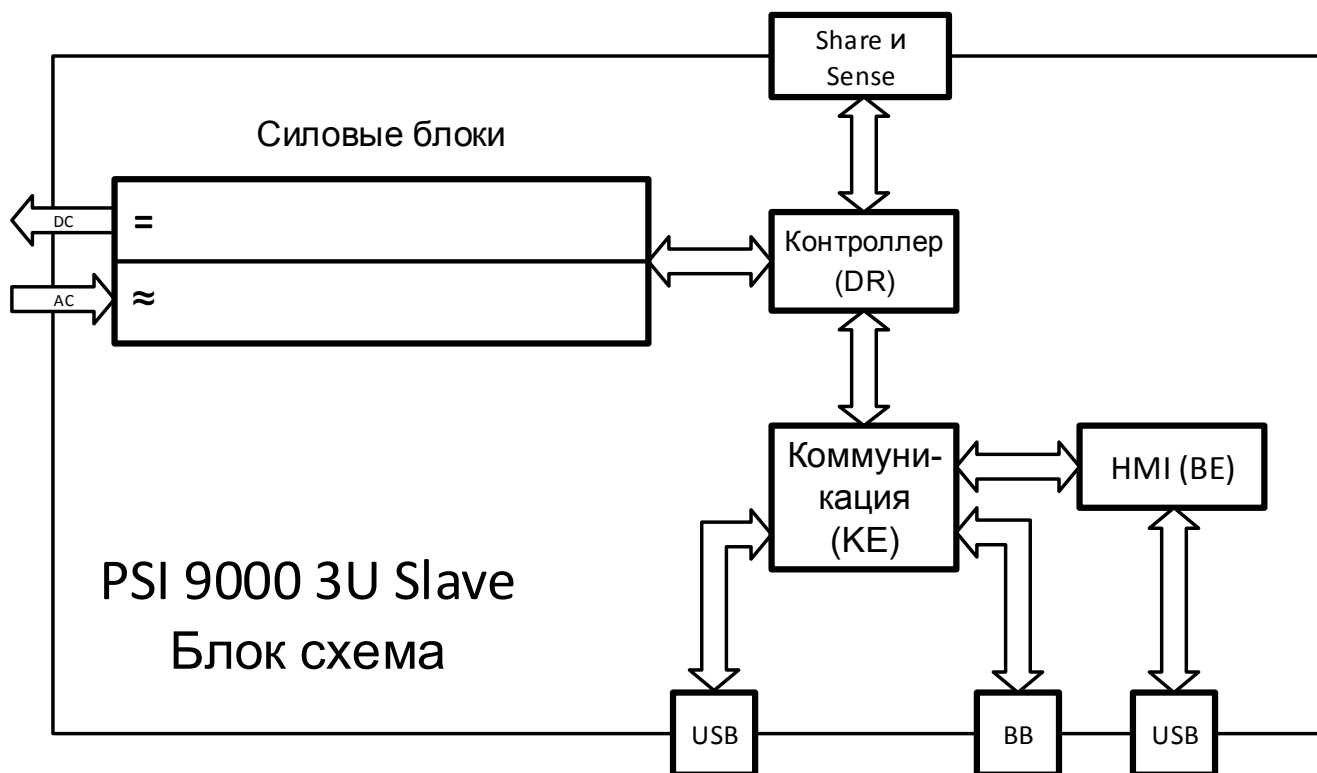 Share и
Sense
Силовые блоки
DC
=
Контроллер
(DR)
AC
≈
Коммуни-
кация
(KE)
HMI (BE)
PSI 9000 3U Slave
Блок схема
USB
BB
USB